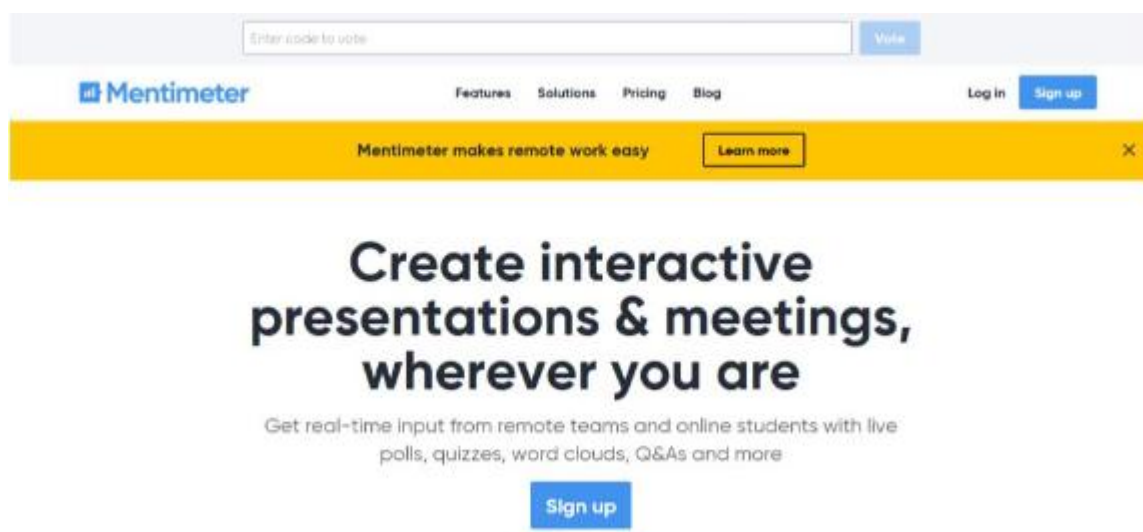 Enter code to vote
Vote
Mentimeter
Features Solutions Pricing Blog
Log in Sign up
Mentimeter makes remote work easy
Learn more
Create interactive
presentations & meetings,
wherever you are
Get real-time input from remote teams and online students with live
polls, quizzes, word clouds, Q&As and more
Sign up